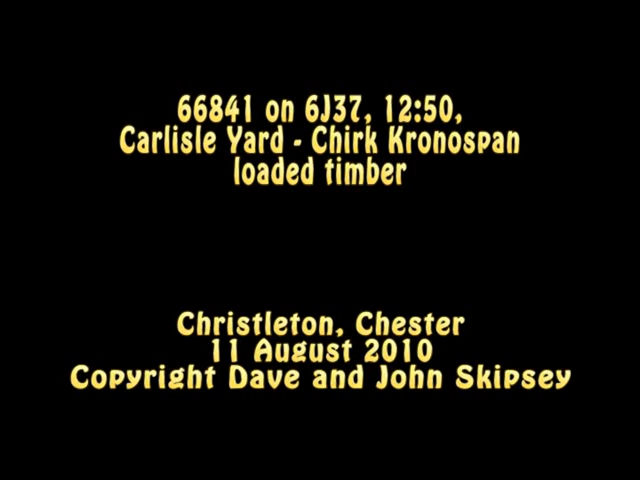 66841 on 6J37, 12:50,
Carlisle Yard - Chirk Kronospan
loaded timber
Christleton, Chester
11 August 2010
Copyright Dave and John Skipsey